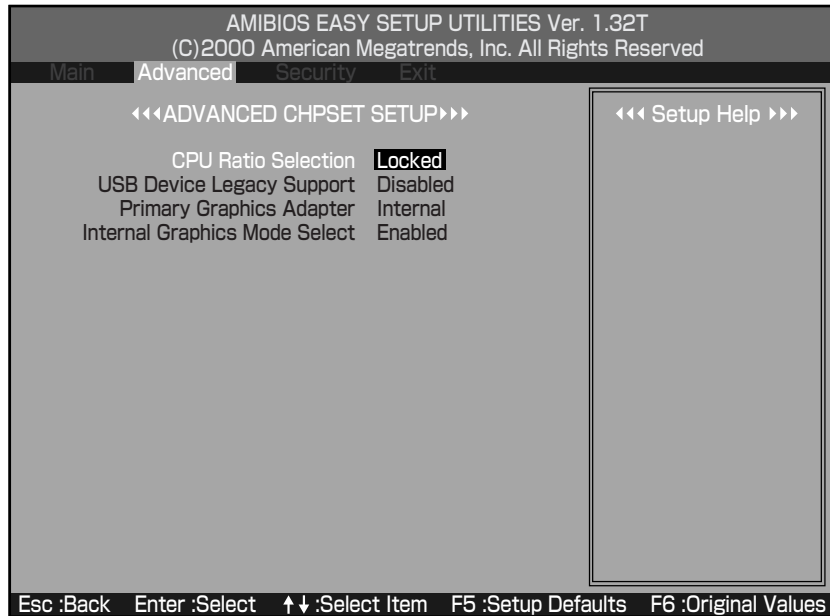 AMIBIOS EASY SETUP UTILITIES Ver. 1.32T
(C)2000 American Megatrends, Inc. All Rights Reserved
Main Advanced Security Exit
ADVANCED CHPSET SETUP
Setup Help
CPU Ratio Selection Locked
USB Device Legacy Support Disabled
Primary Graphics Adapter Internal
Internal Graphics Mode Select Enabled
Esc :Back Enter :Select ↑↓ :Select Item F5 :Setup Defaults F6 :Original Values